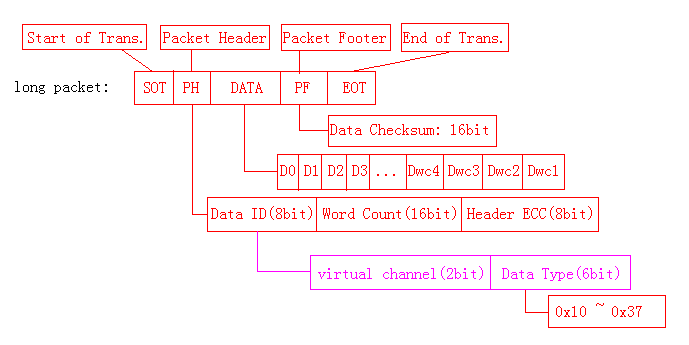 Start of Trans. Packet Header Packet Footer End of Trans.
long packet: SOT PH DATA PF EOT
Data Checksum: 16bit
D0 D1 D2 D3 ... Dwc4 Dwc3 Dwc2 Dwc1
Data ID(8bit) Word Count(16bit) Header ECC(8bit)
virtual channel(2bit) Data Type(6bit)
0x10 ~ 0x37